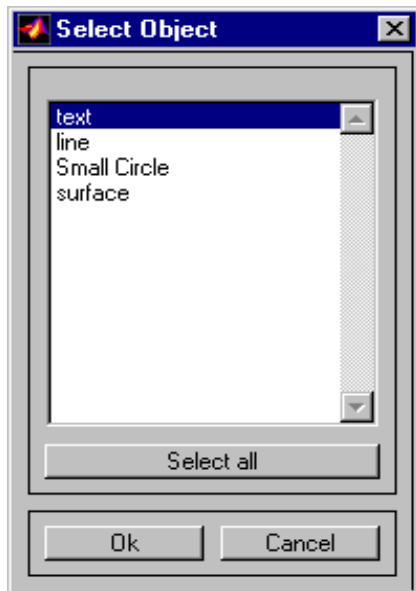 Select Object
text
line
Small Circle
surface
Select all
Ok Cancel